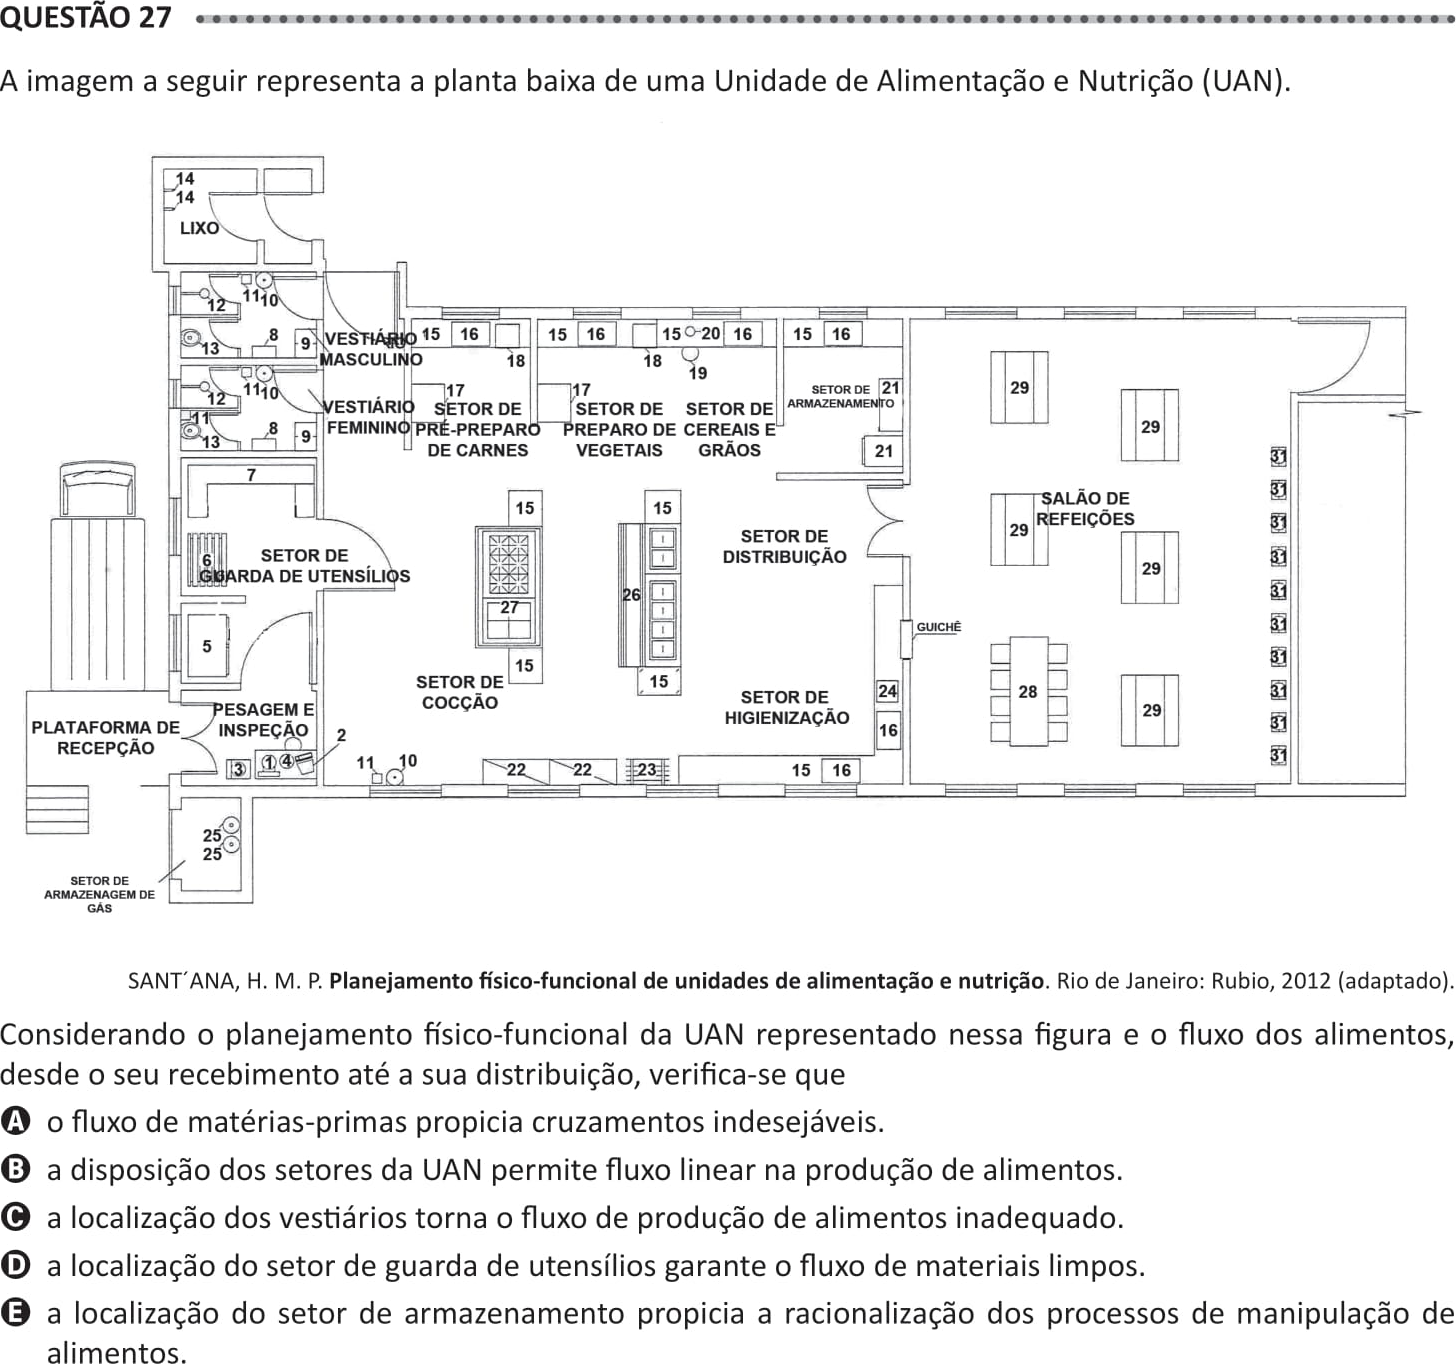 QUESTÃO 27
A imagem a seguir representa a planta baixa de uma Unidade de Alimentação e Nutrição (UAN).
14
14
LIXO
12
11
10
13
8
9
VESTIÁRIO
MASCULINO
12
11
10
11
13
8
9
VESTIÁRIO
FEMININO
15
16
18
17
SETOR DE
PRÉ-PREPARO
DE CARNES
15
16
18
17
SETOR DE
PREPARO DE
VEGETAIS
15
20
16
19
SETOR DE
CEREAIS E
GRÃOS
15
16
SETOR DE
ARMAZENAMENTO
21
21
7
6
SETOR DE
GUARDA DE UTENSÍLIOS
5
PLATAFORMA DE
RECEPÇÃO
PESAGEM E
INSPEÇÃO
2
3
1
4
15
27
15
SETOR DE
COCÇÃO
15
26
15
SETOR DE
DISTRIBUIÇÃO
SETOR DE
HIGIENIZAÇÃO
GUICHÊ
24
16
11
10
22
22
23
15
16
29
29
29
SALÃO DE
REFEIÇÕES
29
28
29
31
31
31
31
31
31
31
31
31
31
25
25
SETOR DE
ARMAZENAGEM DE
GÁS
SANT´ANA, H. M. P. Planejamento físico-funcional de unidades de alimentação e nutrição. Rio de Janeiro: Rubio, 2012 (adaptado).
Considerando o planejamento físico-funcional da UAN representado nessa figura e o fluxo dos alimentos,
desde o seu recebimento até a sua distribuição, verifica-se que
A o fluxo de matérias-primas propicia cruzamentos indesejáveis.
B a disposição dos setores da UAN permite fluxo linear na produção de alimentos.
C a localização dos vestiários torna o fluxo de produção de alimentos inadequado.
D a localização do setor de guarda de utensílios garante o fluxo de materiais limpos.
E a localização do setor de armazenamento propicia a racionalização dos processos de manipulação de
alimentos.